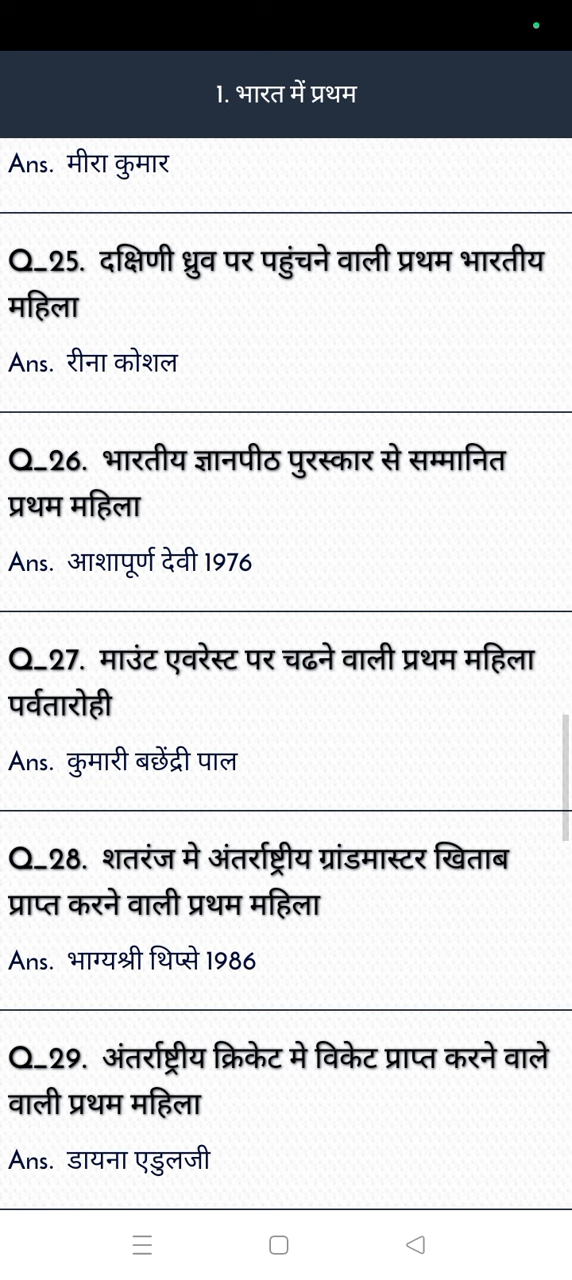 1. भारत में प्रथम
Ans. मीरा कुमार
Q_25. दक्षिणी ध्रुव पर पहुंचने वाली प्रथम भारतीय
महिला
Ans. रीना कोशल
Q_26. भारतीय ज्ञानपीठ पुरस्कार से सम्मानित
प्रथम महिला
Ans. आशापूर्ण देवी 1976
Q_27. माउंट एवरेस्ट पर चढने वाली प्रथम महिला
पर्वतारोही
Ans. कुमारी बछेंद्री पाल
Q_28. शतरंज मे अंतर्राष्ट्रीय ग्रांडमास्टर खिताब
प्राप्त करने वाली प्रथम महिला
Ans. भाग्यश्री थिप्से 1986
Q_29. अंतर्राष्ट्रीय क्रिकेट मे विकेट प्राप्त करने वाले
वाली प्रथम महिला
Ans. डायना एडुलजी